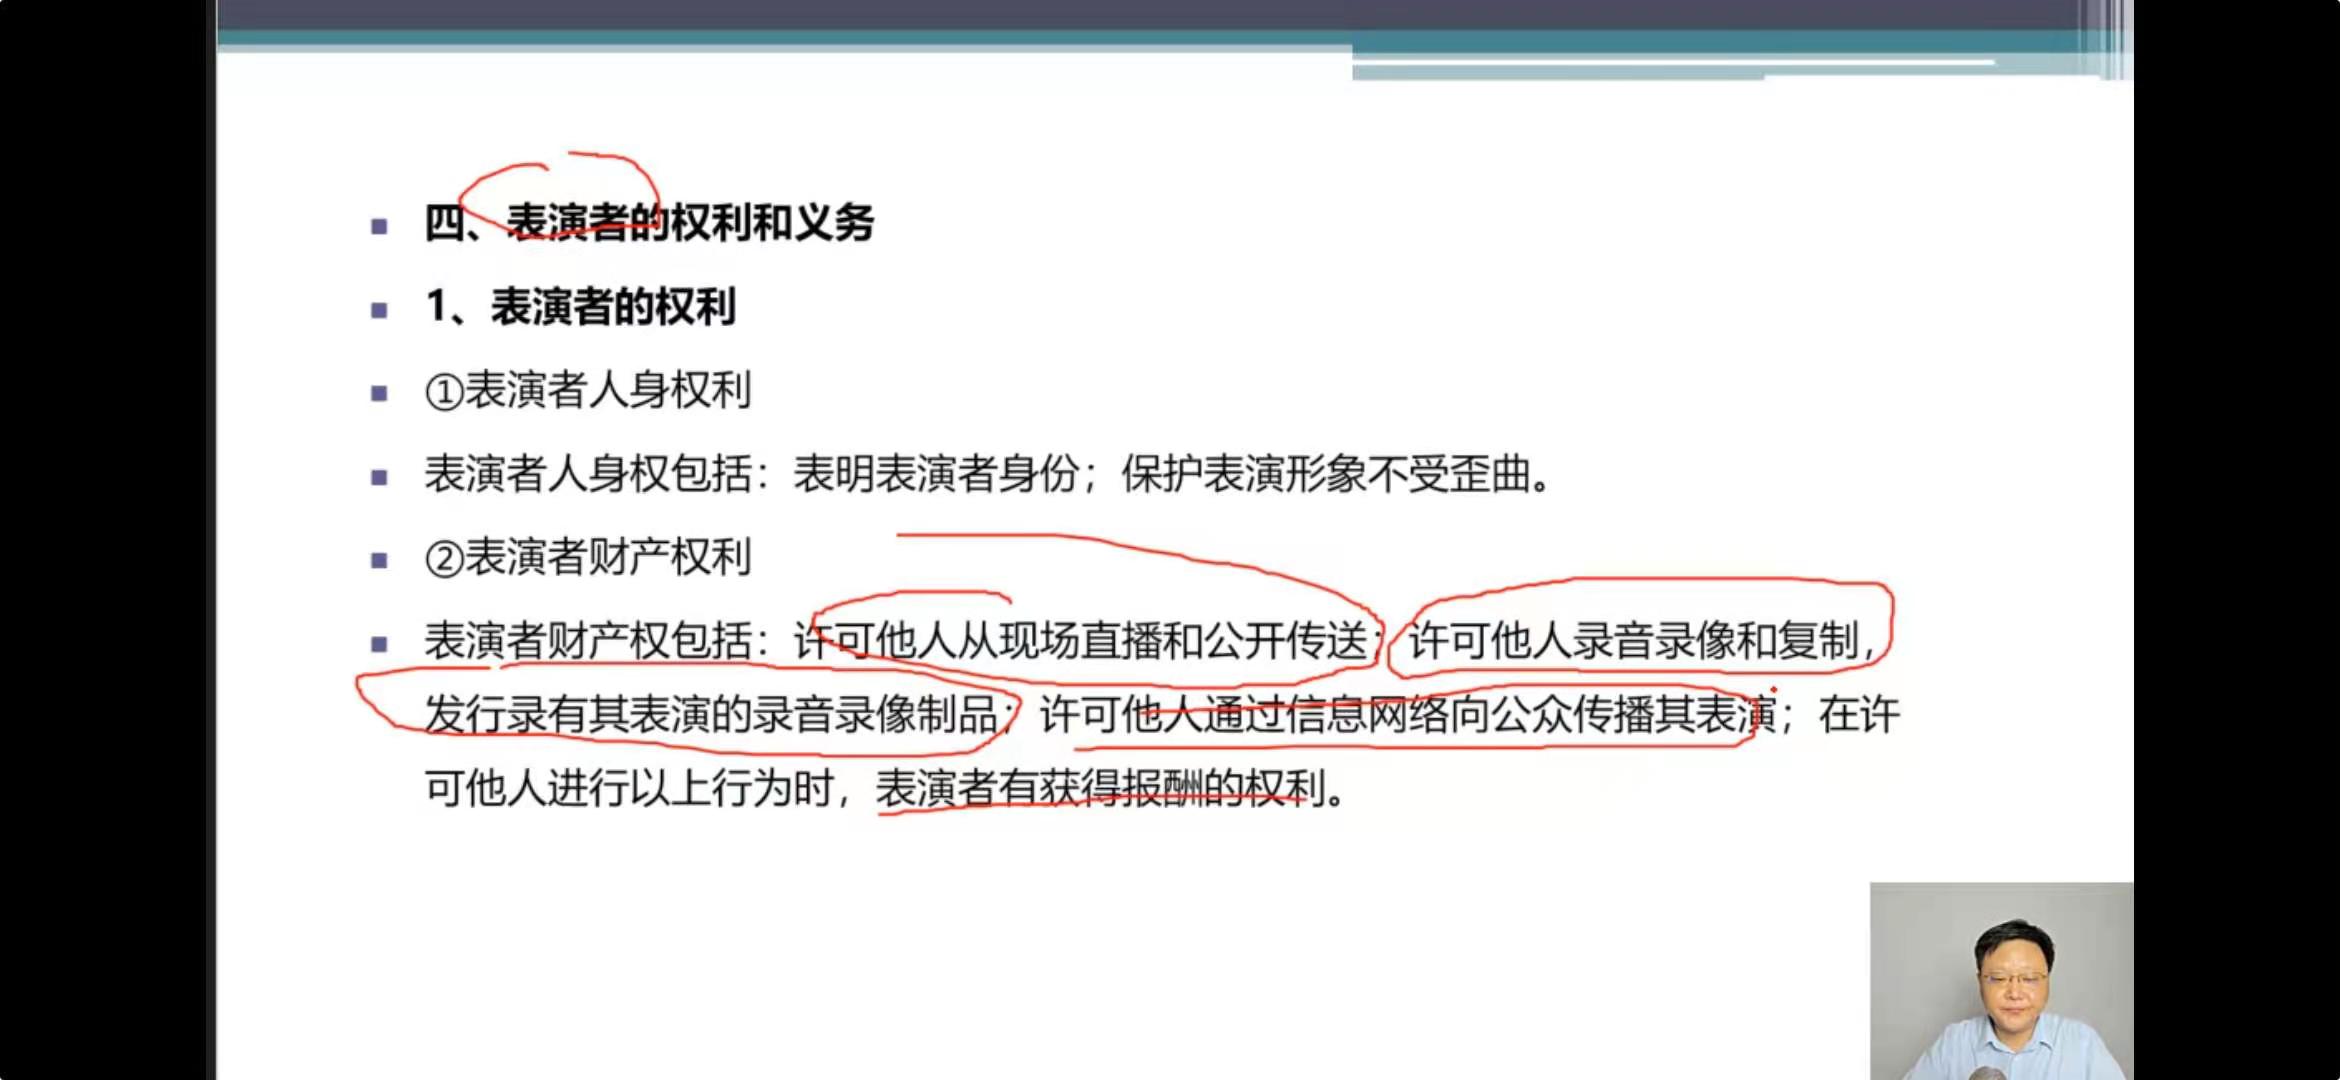 四、表演者的权利和义务
1、表演者的权利
①表演者人身权利
表演者人身权包括：表明表演者身份；保护表演形象不受歪曲。
②表演者财产权利
表演者财产权包括：许可他人从现场直播和公开传送；许可他人录音录像和复制，
发行录有其表演的录音录像制品；许可他人通过信息网络向公众传播其表演；在许
可他人进行以上行为时，表演者有获得报酬的权利。